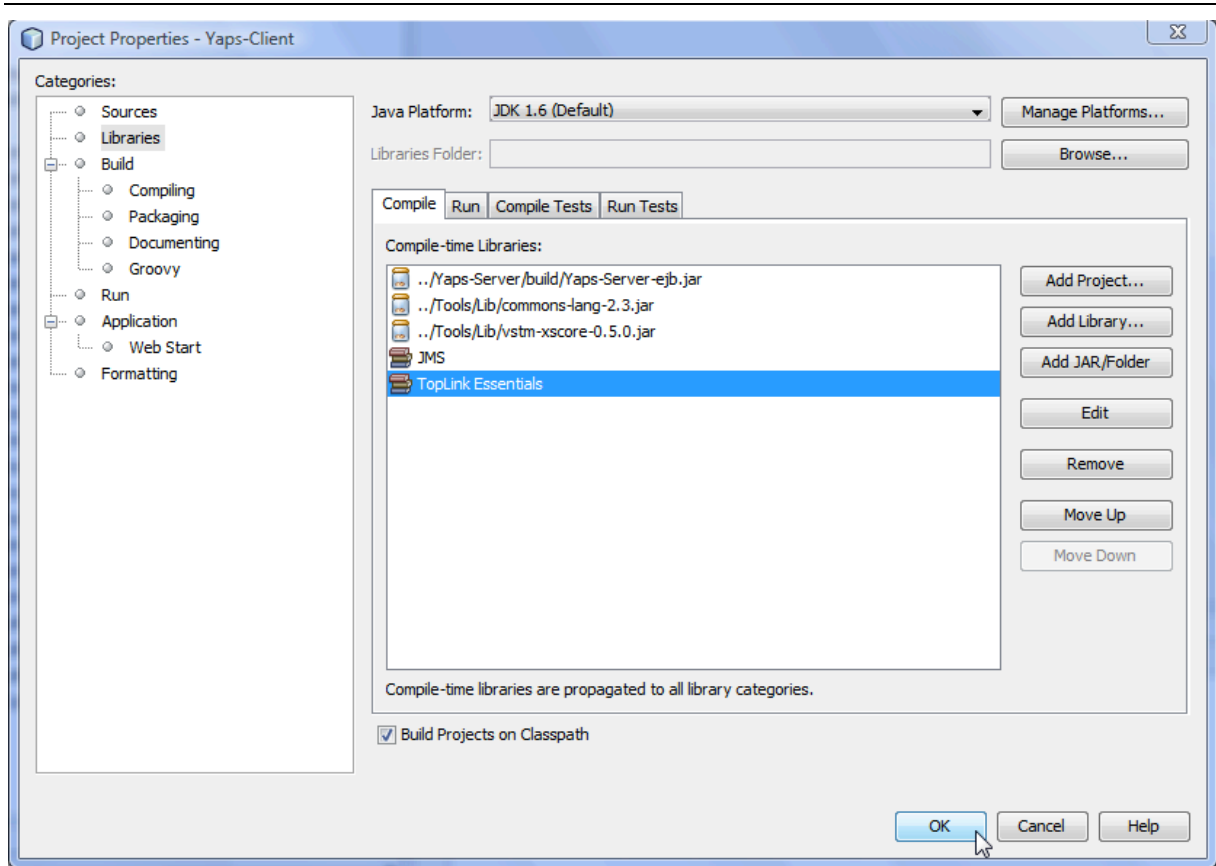 Project Properties - Yaps-Client
Categories:
Sources
Libraries
Build
Compiling
Packaging
Documenting
Groovy
Run
Application
Web Start
Formatting
Java Platform: JDK 1.6 (Default) Manage Platforms...
Libraries Folder: Browse...
Compile Run Compile Tests Run Tests
Compile-time Libraries:
../Yaps-Server/build/Yaps-Server-ejb.jar
../Tools/Lib/commons-lang-2.3.jar
../Tools/Lib/vstm-xscore-0.5.0.jar
JMS
TopLink Essentials
Add Project...
Add Library...
Add JAR/Folder
Edit
Remove
Move Up
Move Down
Compile-time libraries are propagated to all library categories.
Build Projects on Classpath
OK Cancel Help